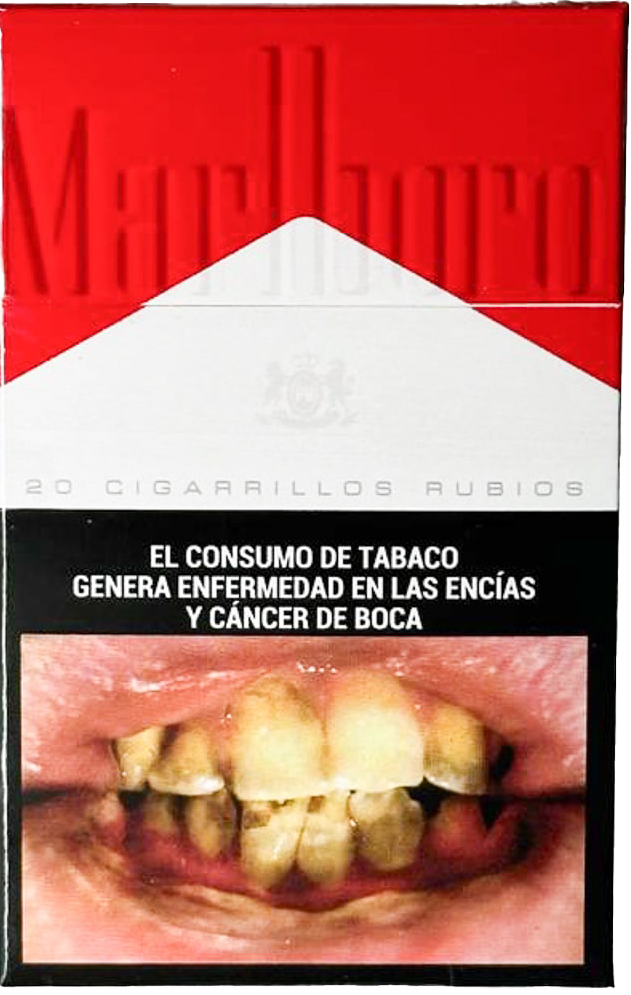 Marlboro
20 CIGARRILLOS RUBIOS
EL CONSUMO DE TABACO
GENERA ENFERMEDAD EN LAS ENCÍAS
Y CÁNCER DE BOCA